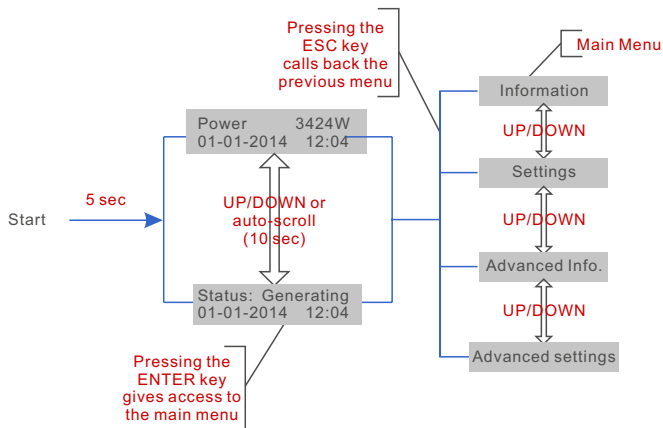 Pressing the
ESC key
calls back the
previous menu
Main Menu
Information
UP/DOWN
Settings
UP/DOWN
Advanced Info.
UP/DOWN
Advanced settings
Power 3424W
01-01-2014 12:04
Start
5 sec
UP/DOWN or
auto-scroll
(10 sec)
Status: Generating
01-01-2014 12:04
Pressing the
ENTER key
gives access to
the main menu